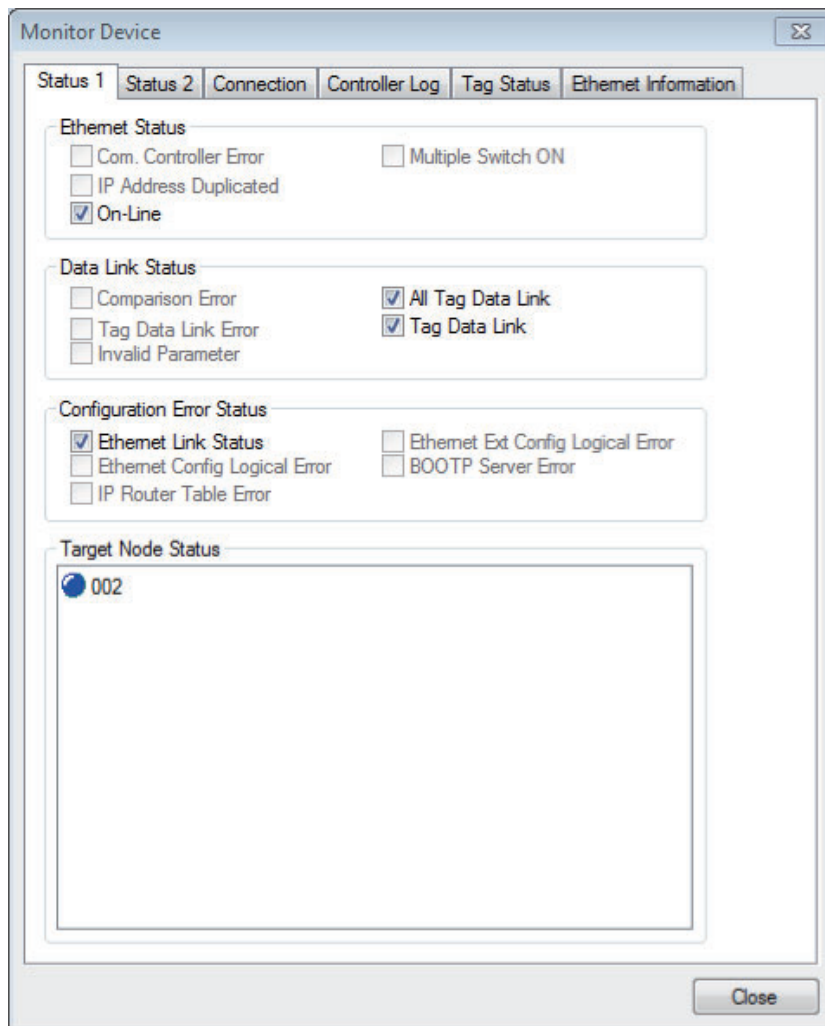 Monitor Device
Status 1 Status 2 Connection Controller Log Tag Status Ethernet Information
Ethernet Status
Com. Controller Error Multiple Switch ON
IP Address Duplicated
On-Line
Data Link Status
Comparison Error All Tag Data Link
Tag Data Link Error Tag Data Link
Invalid Parameter
Configuration Error Status
Ethernet Link Status Ethernet Ext Config Logical Error
Ethernet Config Logical Error BOOTP Server Error
IP Router Table Error
Target Node Status
002
Close